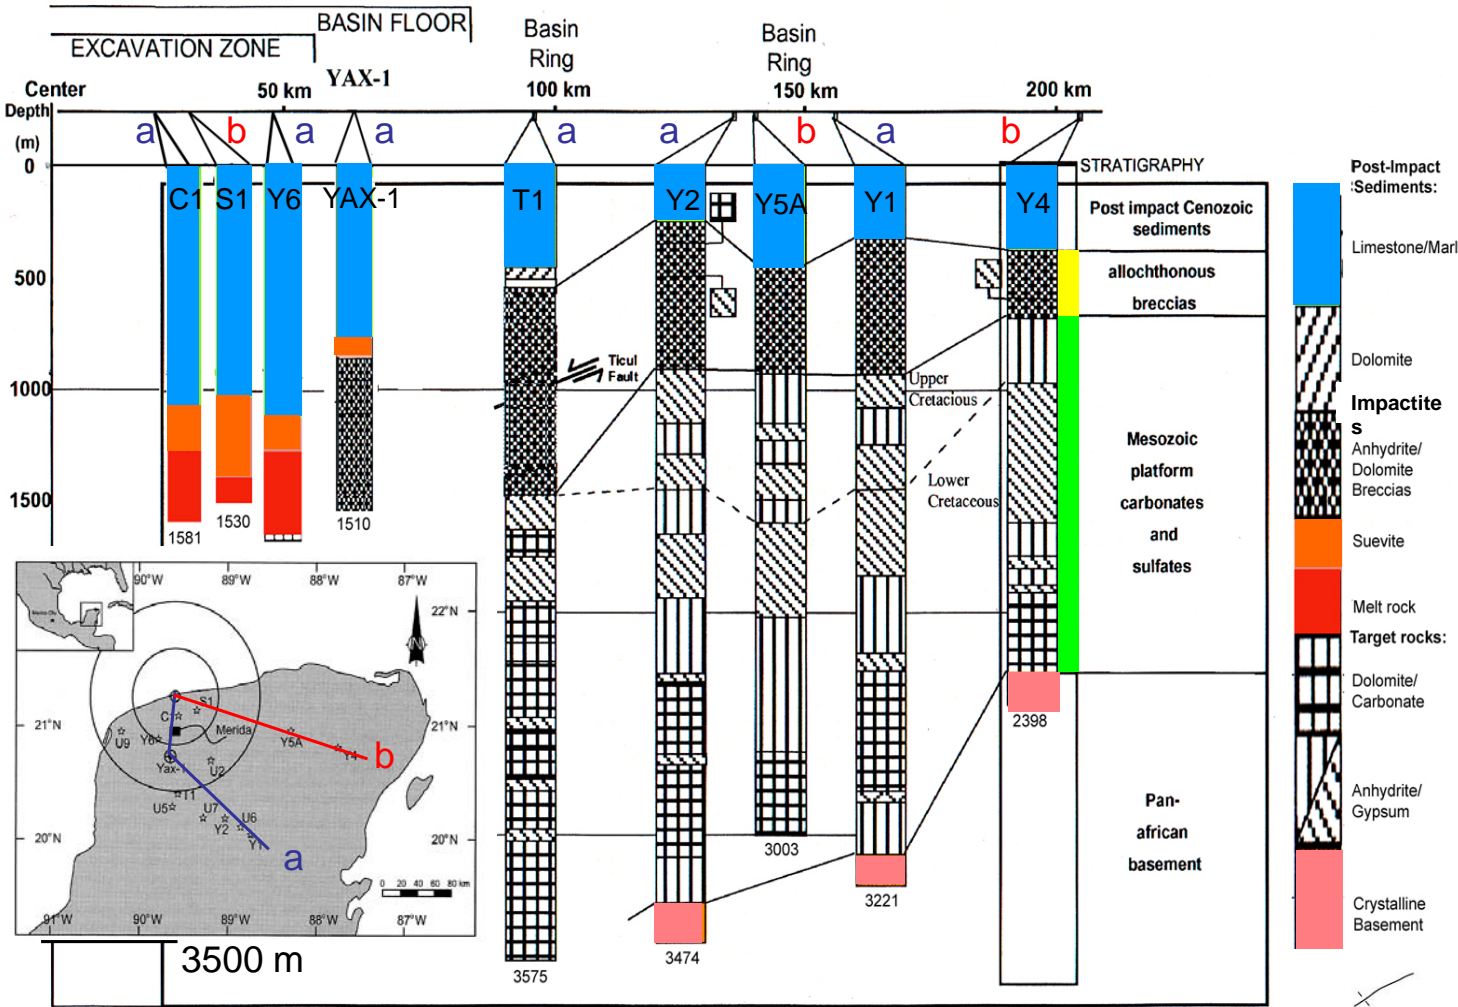 BASIN FLOOR
EXCAVATION ZONE
YAX-1
Basin
Ring
Basin
Ring
Center
50 km
100 km
150 km
200 km
Depth
(m)
a
b
a
a
a
a
b
a
b
0
500
1000
1500
C1
S1
Y6
YAX-1
T1
Y2
Y5A
Y1
Y4
STRATIGRAPHY
Post impact Cenozoic
sediments
allochthonous
breccias
Mesozoic
platform
carbonates
and
sulfates
Pan-
african
basement
Ticul
Fault
Upper
Cretacious
Lower
Cretaceous
1581
1530
1510
3575
3474
3003
3221
2398
Post-Impact
Sediments:
Limestone/Marl
Dolomite
Impactite
s
Anhydrite/
Dolomite
Breccias
Suevite
Melt rock
Target rocks:
Dolomite/
Carbonate
Anhydrite/
Gypsum
Crystalline
Basement
90°W
89°W
88°W
87°W
22°N
21°N
21°N
20°N
20°N
91°W
90°W
89°W
88°W
87°W
Mexico City
N
S1
C1
Merida
U9
Y6
Yax-1
U2
Y5A
Y4
b
T1
U5
U7
U6
Y2
Y1
a
0 20 40 60 80 km
3500 m